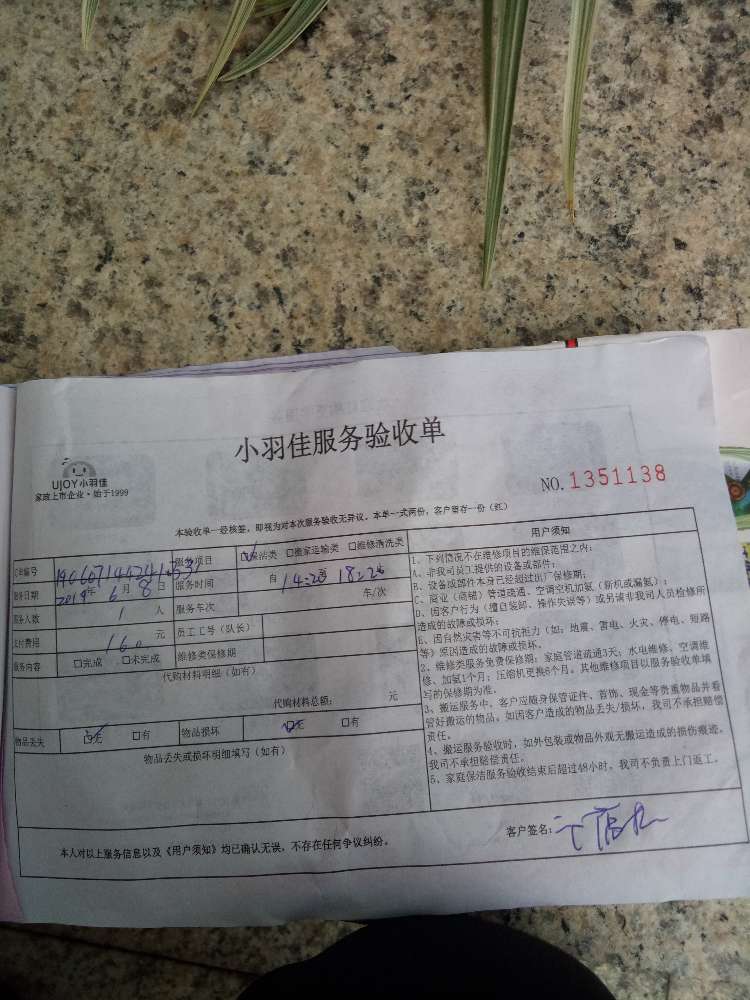 小羽佳服务验收单
UJOY小羽佳
家政上市企业·始于1999
NO.1351138
本验收单一经核签,即视为对本次服务验收无异议。本单一式两份,客户留存一份(红)
订单编号 服务项目 ☑保洁类 □搬家运输类 □维修清洗类
服务日期 2019年 6月 8日 服务时间 自 14:20 至 18:20
服务人数 1 人 服务车次 车/次
支付费用 160 元 员工工号(队长)
服务内容 □完成 □未完成 维修类保修期
代购材料明细(如有)
代购材料总额: 元
物品丢失 ☑无 □有 物品损坏 ☑无 □有
物品丢失或损坏明细填写(如有)
用户须知
1、下列情况不在维修项目的维保范围之内:
A、非我司员工提供的设备或部件;
B、设备或部件本身已经超过出厂保修期;
C、商业(商铺)管道疏通、空调空机加氨(新机或漏氨);
D、因客户行为(擅自装卸、操作失误等)或另请非我司人员检修所
造成的故障或损坏;
E、因自然灾害等不可抗拒力(如:地震、雷电、火灾、停电、短路
等)原因造成的故障或损坏。
2、维修类服务免费保修期:家庭管道疏通3天;水电维修、空调维
修、加氨1个月;压缩机更换6个月。其他维修项目以服务验收单填
写的保修期为准。
3、搬运服务中,客户应随身保管证件、首饰、现金等贵重物品并看
管好搬运的物品,如因客户造成的物品丢失/损坏,我司不承担赔偿
责任。
4、搬运服务验收时,如外包装或物品外观无搬运造成的损伤痕迹,
我司不承担赔偿责任。
5、家庭保洁服务验收结束后超过48小时,我司不负责上门返工。
本人对以上服务信息以及《用户须知》均已确认无误,不存在任何争议纠纷。
客户签名: